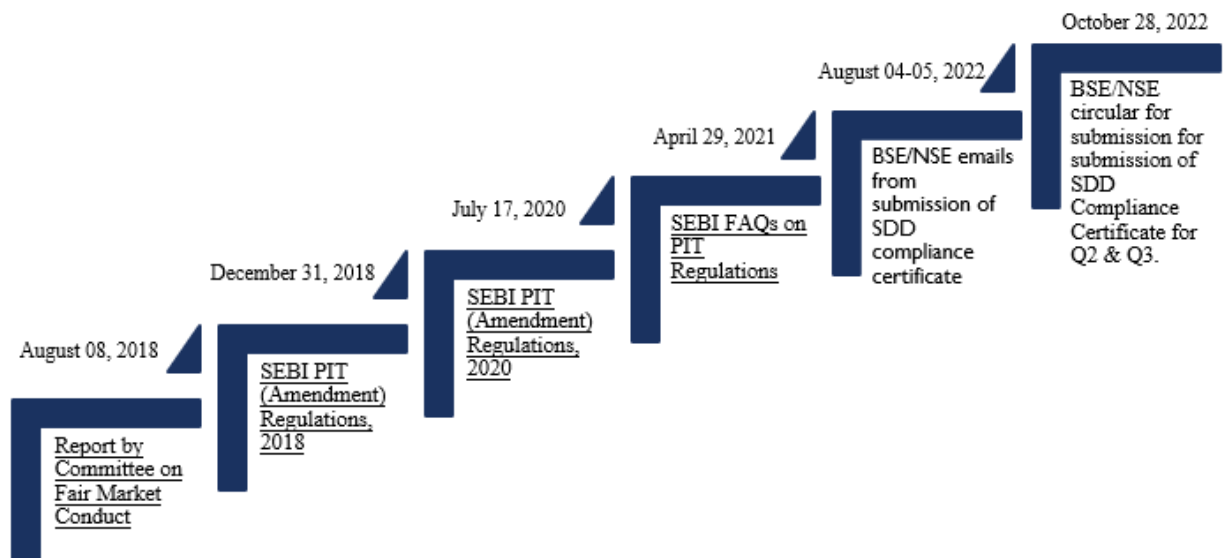 August 08, 2018
Report by
Committee on
Fair Market
Conduct
December 31, 2018
SEBI PIT
(Amendment)
Regulations,
2018
July 17, 2020
SEBI PIT
(Amendment)
Regulations,
2020
April 29, 2021
SEBI FAQs on
PIT
Regulations
August 04-05, 2022
BSE/NSE emails
from
submission of
SDD
compliance
certificate
October 28, 2022
BSE/NSE
circular for
submission for
submission of
SDD
Compliance
Certificate for
Q2 & Q3.